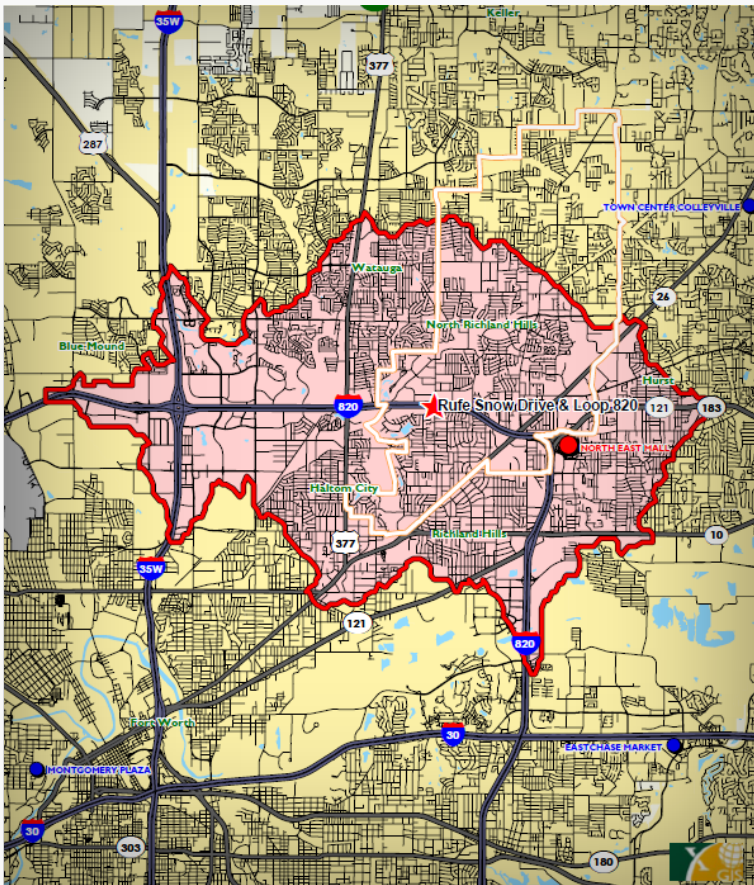 Keller
35W
377
287
TOWN CENTER COLLEYVILLE
Watauga
26
North Richland Hills
Blue Mound
Hurst
820
Rufe Snow Drive & Loop 820
121
183
NORTH EAST MALL
Haltom City
Richland Hills
10
377
35W
121
820
Fort Worth
30
EASTCHASE MARKET
MONTGOMERY PLAZA
30
303
180
X
GIS